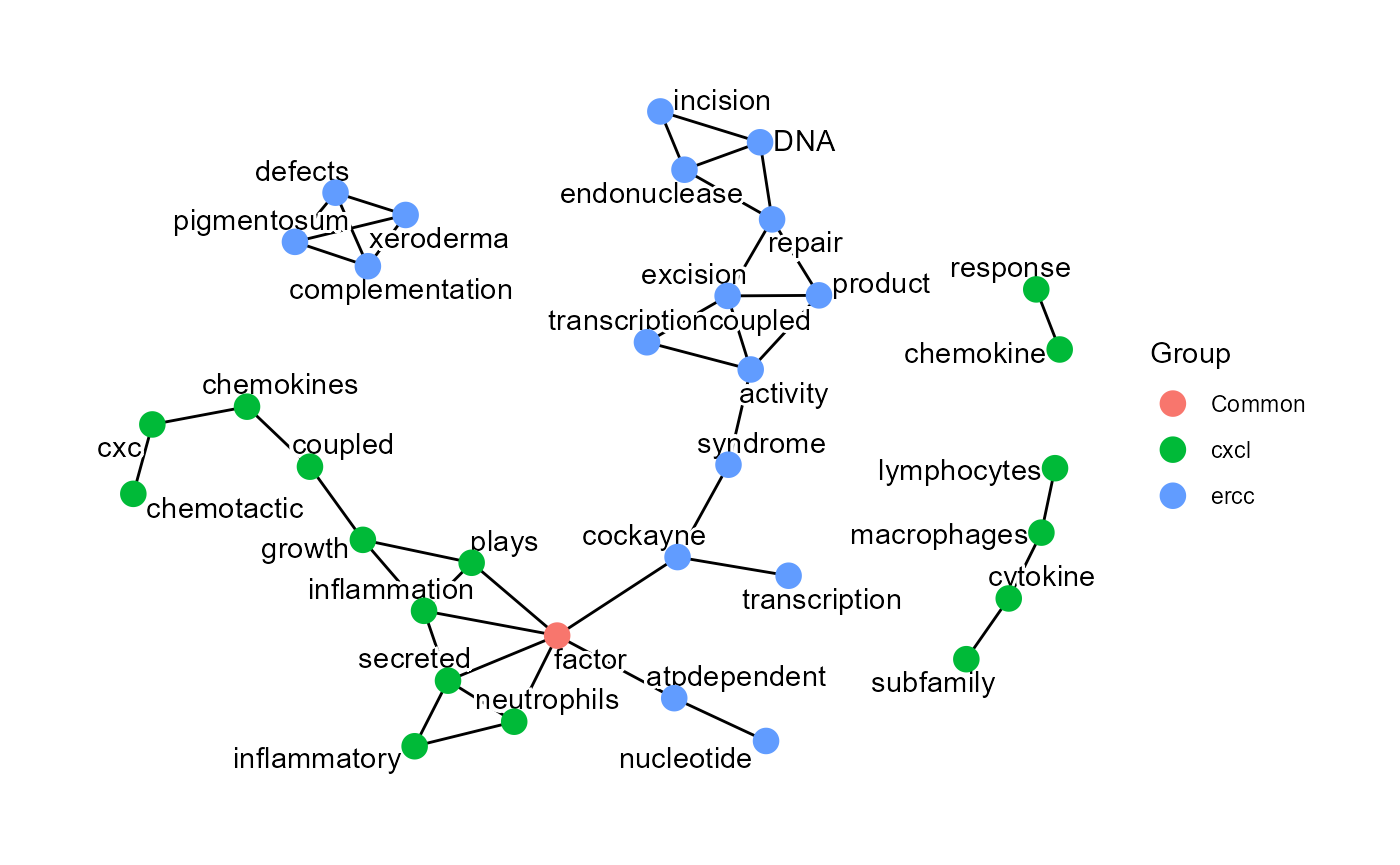 incision
DNA
defects
endonuclease
pigmentosum
xeroderma
repair
response
excision
product
complementation
transcriptioncoupled
chemokine
Group
chemokines
activity
Common
cxc
coupled
syndrome
cxcl
lymphocytes
ercc
chemotactic
macrophages
growth
plays
cockayne
cytokine
inflammation
transcription
secreted
factor
atpdependent
subfamily
neutrophils
inflammatory
nucleotide